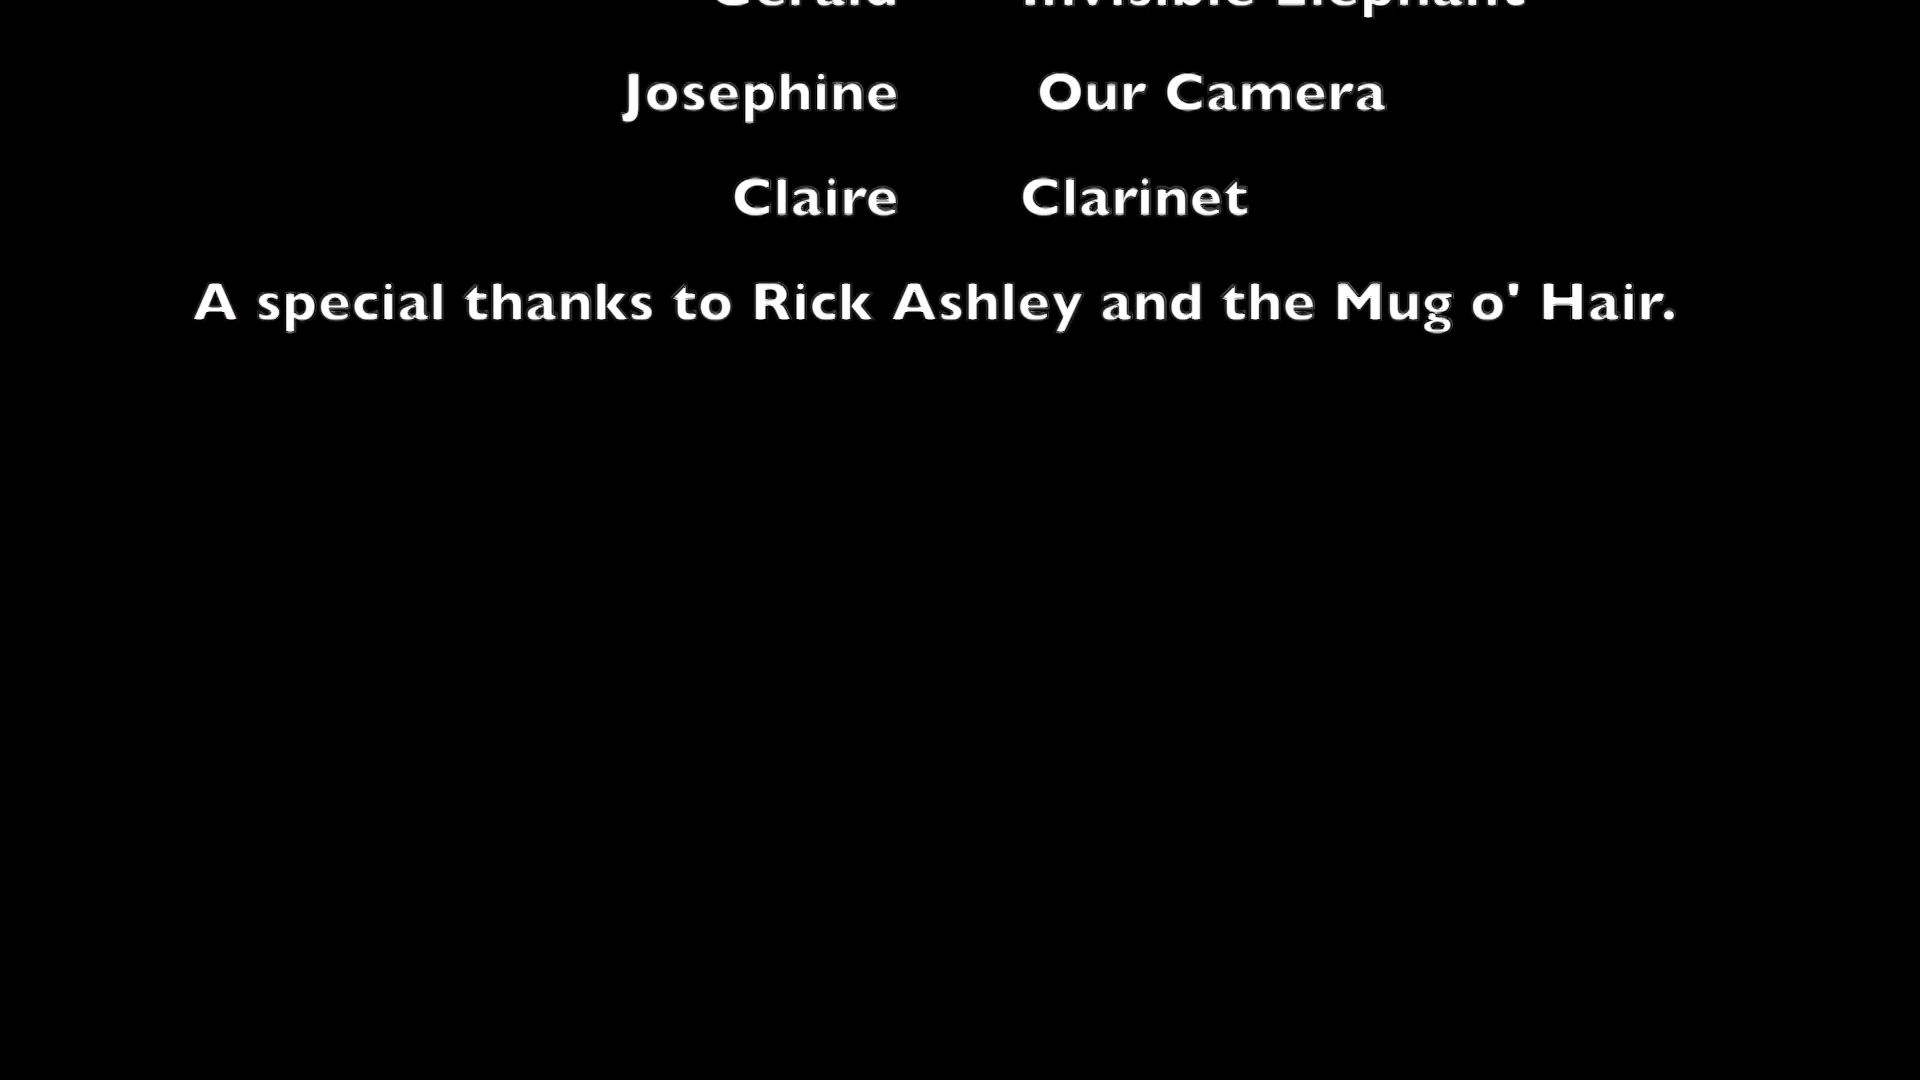 Gerald Invisible Elephant
Josephine Our Camera
Claire Clarinet
A special thanks to Rick Ashley and the Mug o' Hair.